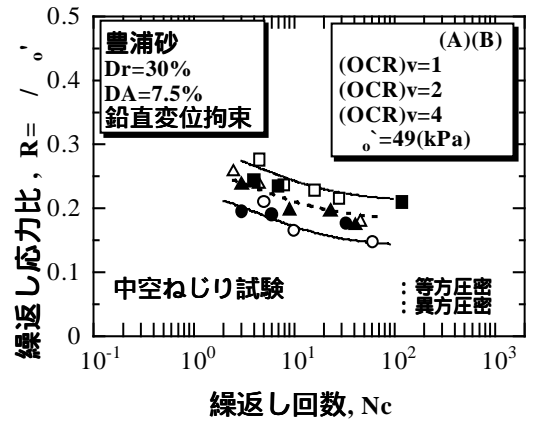 0.5
0.4
0.3
0.2
0.1
0
繰返し応力比 , R= / ₒ'
豊浦砂
Dr=30%
DA=7.5%
鉛直変位拘束
(A)(B)
(OCR)v=1
(OCR)v=2
(OCR)v=4
ₒ`=49(kPa)
中空ねじり試験
: 等方圧密
: 異方圧密
10⁻¹ 10⁰ 10¹ 10² 10³
繰返し回数, Nc